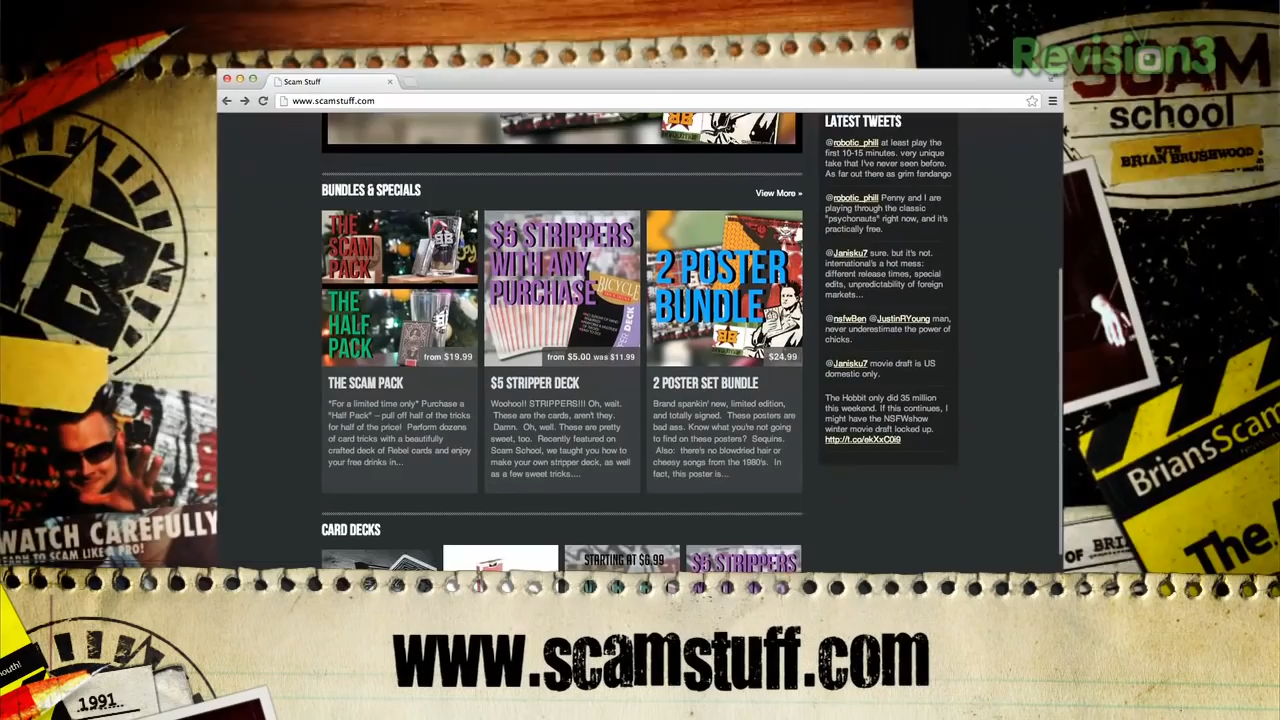 Revision3
SCAM
school
WITH
BRIAN BRUSHWOOD
Scam Stuff
www.scamstuff.com
BUNDLES & SPECIALS
View More »
THE
SCAM
PACK
THE
HALF
PACK
from $19.99
$5 STRIPPERS
WITH ANY
PURCHASE
BICYCLE
DECK
from $5.00 was $11.99
2 POSTER
BUNDLE
$24.99
THE SCAM PACK
*For a limited time only* Purchase a
"Half Pack" – pull off half of the tricks
for half of the price! Perform dozens
of card tricks with a beautifully
crafted deck of Rebel cards and enjoy
your free drinks in...
$5 STRIPPER DECK
Woohoo!! STRIPPERS!!! Oh, wait.
These are the cards, aren't they.
Damn. Oh, well. These are pretty
sweet, too. Recently featured on
Scam School, we taught you how to
make your own stripper deck, as well
as a few sweet tricks....
2 POSTER SET BUNDLE
Brand spankin' new, limited edition,
and totally signed. These posters are
bad ass. Know what you're not going
to find on these posters? Sequins.
Also: there's no blowdried hair or
cheesy songs from the 1980's. In
fact, this poster is...
CARD DECKS
STARTING AT $6.99
$5 STRIPPERS
LATEST TWEETS
@robotic_phill at least play the
first 10-15 minutes. very unique
take that I've never seen before.
As far out there as grim fandango
@robotic_phill Penny and I are
playing through the classic
"psychonauts" right now, and it's
practically free.
@Janisku7 sure. but it's not.
international's a hot mess:
different release times, special
edits, unpredictability of foreign
markets...
@nsfwBen @JustinRYoung man,
never underestimate the power of
chicks.
@Janisku7 movie draft is US
domestic only.
The Hobbit only did 35 million
this weekend. If this continues, I
might have the NSFWshow
winter movie draft locked up.
http://t.co/ekXxC0i9
WATCH CAREFULLY
LEARN TO SCAM LIKE A PRO!
BriansScam
The
OF BRI
1991
www.scamstuff.com